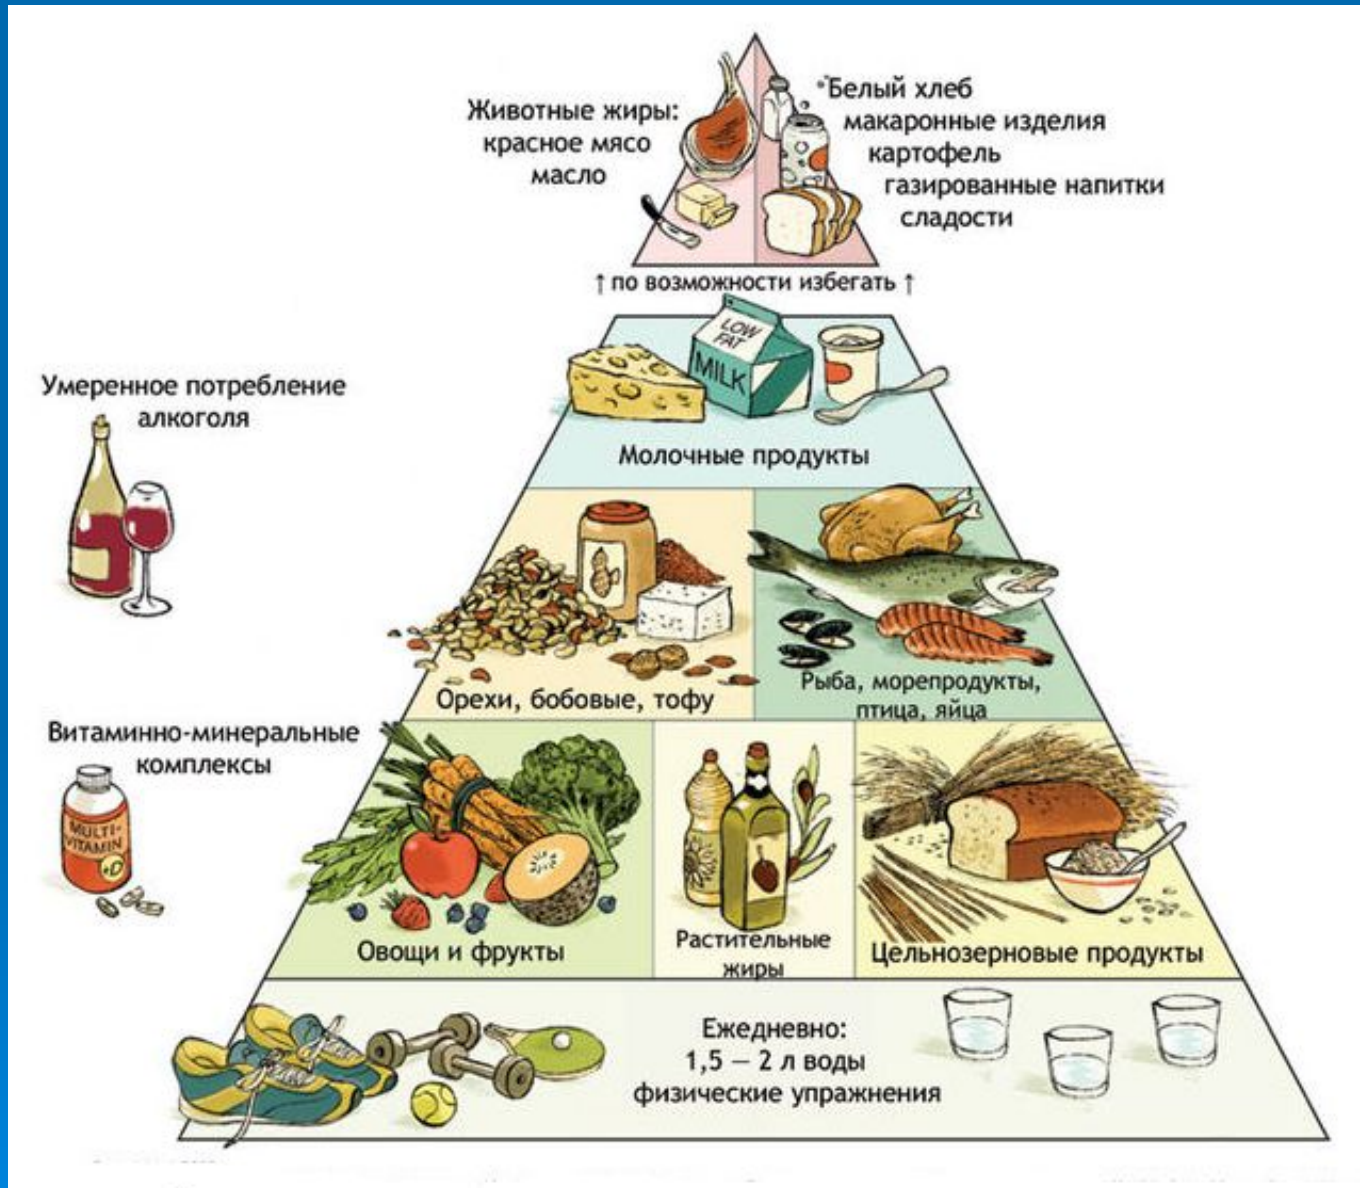 Животные жиры:
красное мясо
масло
Белый хлеб
макаронные изделия
картофель
газированные напитки
сладости
↑ по возможности избегать ↑
LOW
FAT
MILK
Молочные продукты
Умеренное потребление
алкоголя
Орехи, бобовые, тофу
Рыба, морепродукты,
птица, яйца
Витаминно-минеральные
комплексы
MULTI-
VITAMIN
+D
Овощи и фрукты
Растительные
жиры
Цельнозерновые продукты
Ежедневно:
1,5 — 2 л воды
физические упражнения